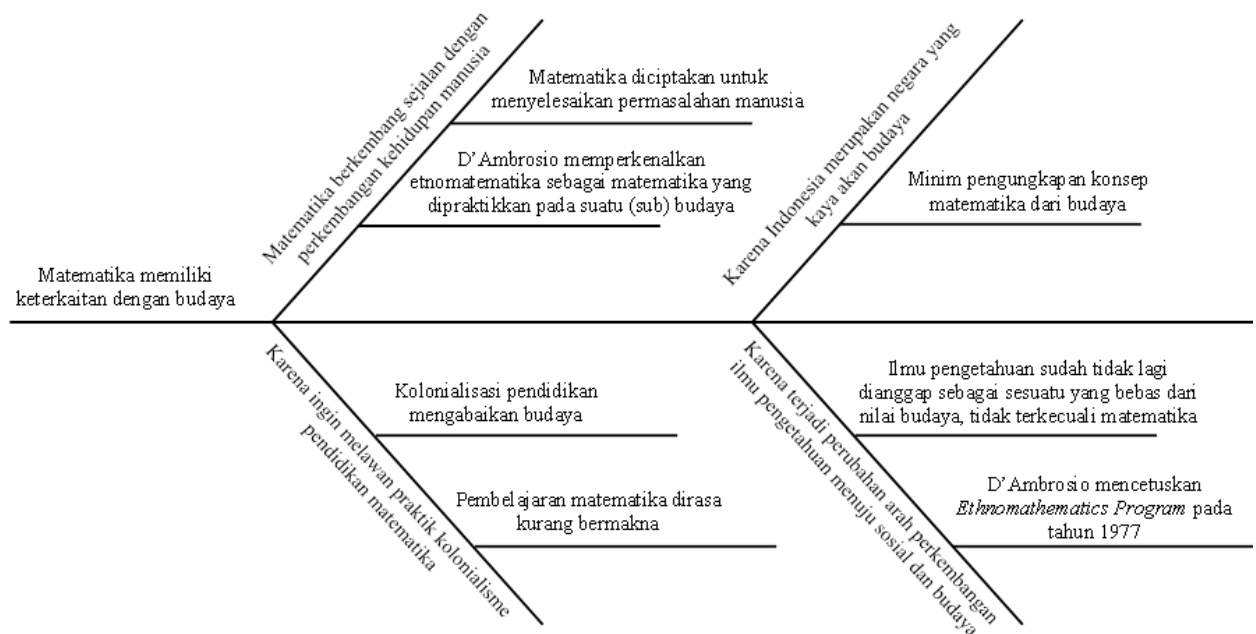 Matematika memiliki
keterkaitan dengan budaya
Matematika berkembang sejalan dengan
perkembangan kehidupan manusia
Matematika diciptakan untuk
menyelesaikan permasalahan manusia
D’Ambrosio memperkenalkan
etnomatematika sebagai matematika yang
dipraktikkan pada suatu (sub) budaya
Karena Indonesia merupakan negara yang
kaya akan budaya
Minim pengungkapan konsep
matematika dari budaya
Karena ingin melawan praktik kolonialisme
pendidikan matematika
Kolonialisasi pendidikan
mengabaikan budaya
Pembelajaran matematika dirasa
kurang bermakna
Karena terjadi perubahan arah perkembangan
ilmu pengetahuan menuju sosial dan budaya
Ilmu pengetahuan sudah tidak lagi
dianggap sebagai sesuatu yang bebas dari
nilai budaya, tidak terkecuali matematika
D’Ambrosio mencetuskan
Ethnomathematics Program pada
tahun 1977